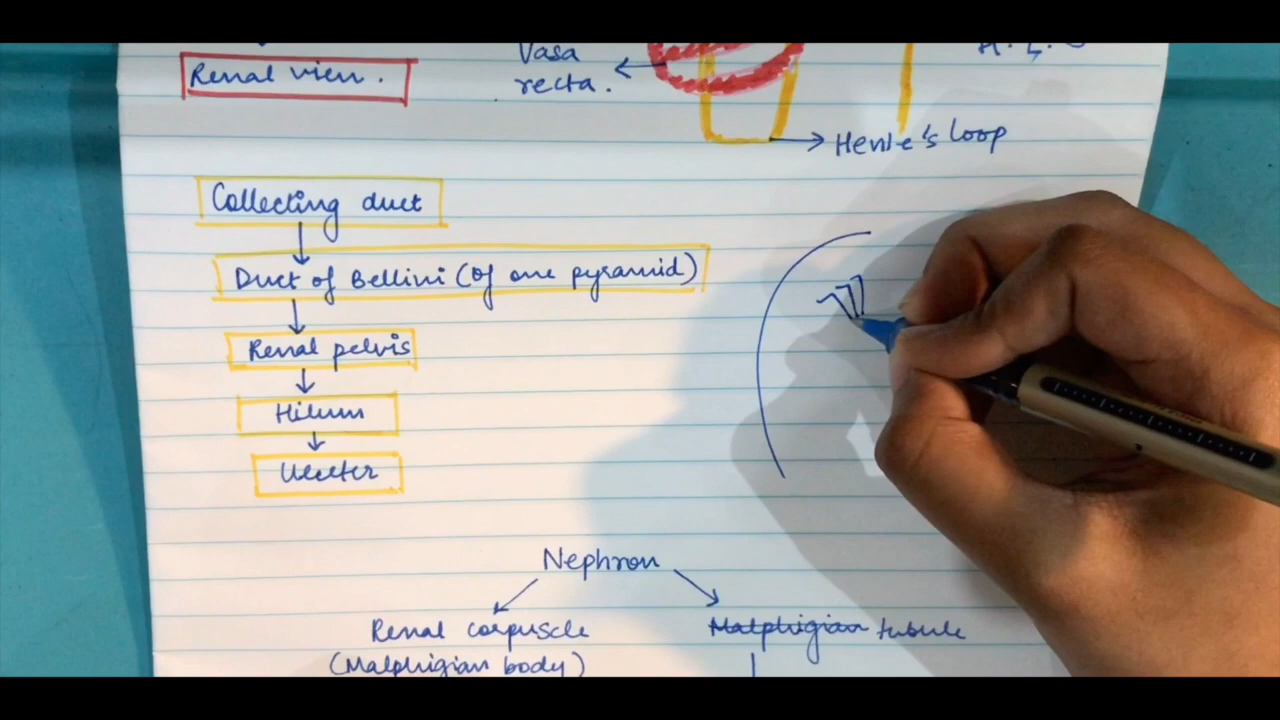 Renal vien.
Vasa
recta.
Henle's loop
Collecting duct
Duct of Bellini (Of one pyramid)
Renal pelvis
Hilum
Ureter
Nephron
Renal corpuscle
(Malphigian body)
Malphigian tubule